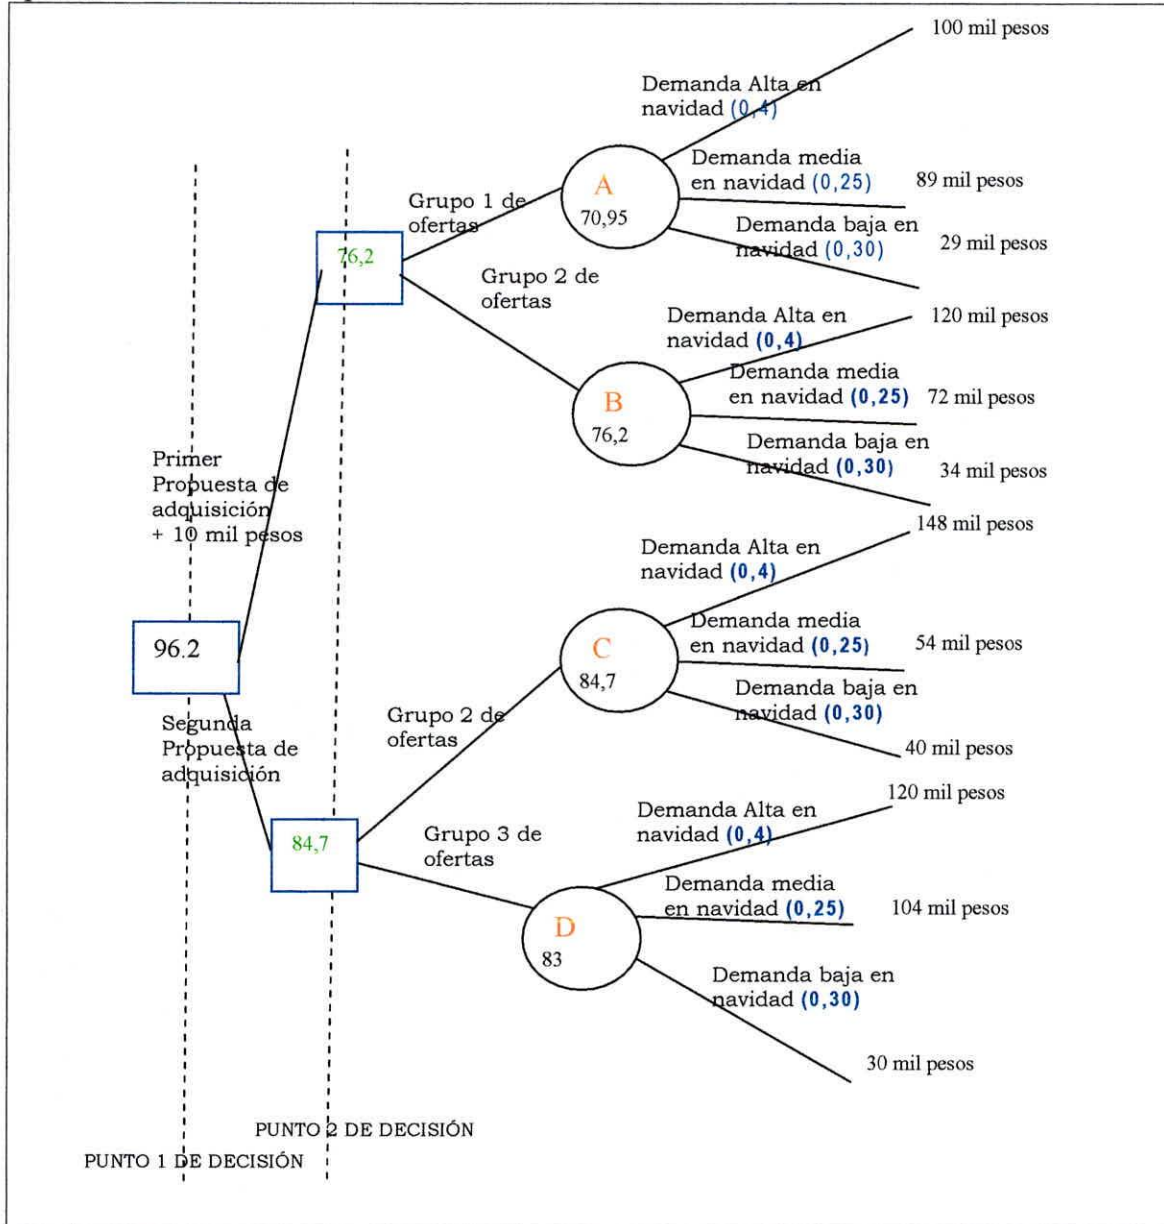 100 mil pesos
Demanda Alta en
navidad (0,4)
Demanda media
en navidad (0,25)
89 mil pesos
A
70,95
Grupo 1 de
ofertas
Demanda baja en
navidad (0,30)
29 mil pesos
76,2
Grupo 2 de
ofertas
Demanda Alta en
navidad (0,4)
120 mil pesos
Demanda media
en navidad (0,25)
72 mil pesos
B
76,2
Demanda baja en
navidad (0,30)
34 mil pesos
Primer
Propuesta de
adquisición
+ 10 mil pesos
148 mil pesos
Demanda Alta en
navidad (0,4)
Demanda media
en navidad (0,25)
54 mil pesos
96.2
C
84,7
Demanda baja en
navidad (0,30)
40 mil pesos
Segunda
Propuesta de
adquisición
Grupo 2 de
ofertas
120 mil pesos
Demanda Alta en
navidad (0,4)
84,7
Grupo 3 de
ofertas
Demanda media
en navidad (0,25)
104 mil pesos
D
83
Demanda baja en
navidad (0,30)
30 mil pesos
PUNTO 2 DE DECISIÓN
PUNTO 1 DE DECISIÓN